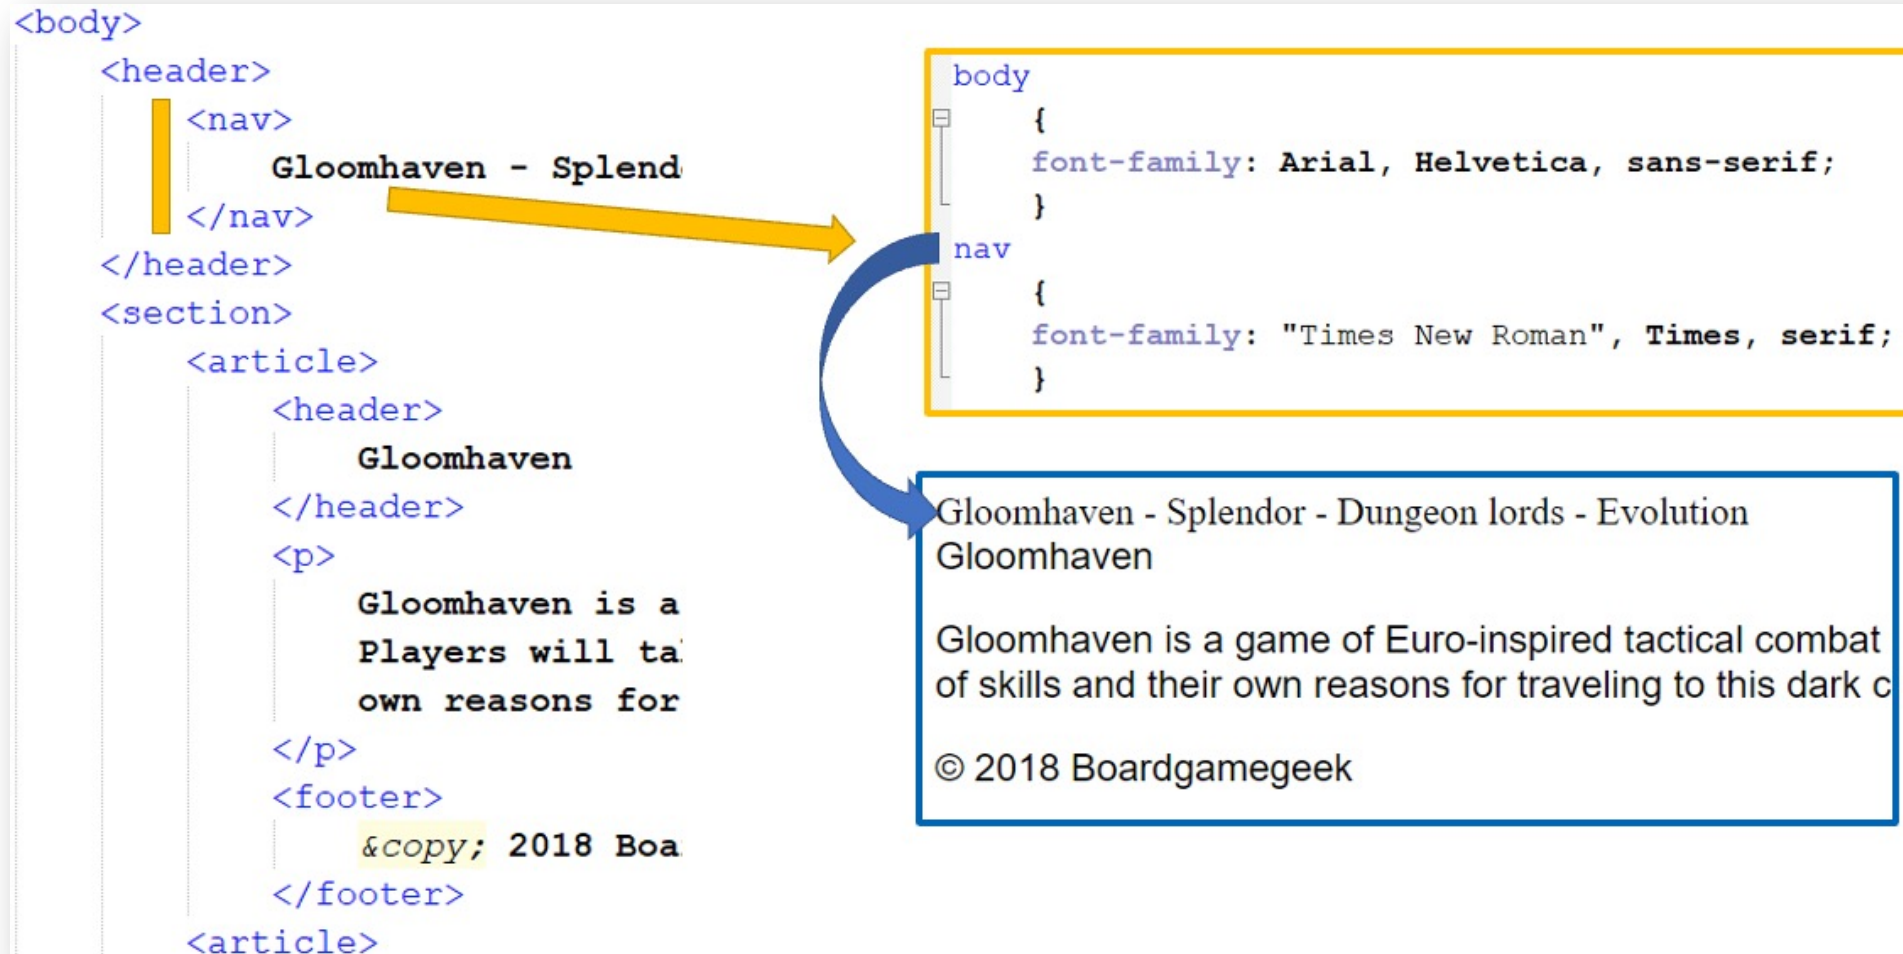 <body>
<header>
<nav>
Gloomhaven - Splend
</nav>
</header>
<section>
<article>
<header>
Gloomhaven
</header>
<p>
Gloomhaven is a
Players will ta
own reasons for
</p>
<footer>
&copy; 2018 Boa
</footer>
<article>
body
{
font-family: Arial, Helvetica, sans-serif;
}
nav
{
font-family: "Times New Roman", Times, serif;
}
Gloomhaven - Splendor - Dungeon lords - Evolution
Gloomhaven
Gloomhaven is a game of Euro-inspired tactical combat
of skills and their own reasons for traveling to this dark c
© 2018 Boardgamegeek